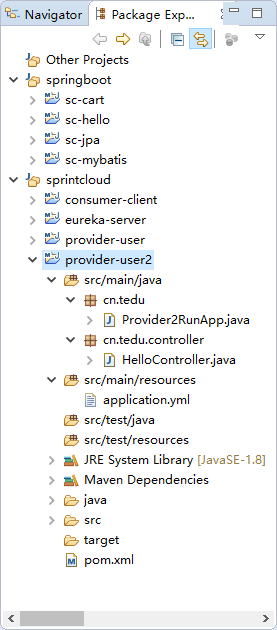 Navigator Package Exp...
Other Projects
springboot
sc-cart
sc-hello
sc-jpa
sc-mybatis
sprintcloud
consumer-client
eureka-server
provider-user
provider-user2
src/main/java
cn.tedu
Provider2RunApp.java
cn.tedu.controller
HelloController.java
src/main/resources
application.yml
src/test/java
src/test/resources
JRE System Library [JavaSE-1.8]
Maven Dependencies
java
src
target
pom.xml